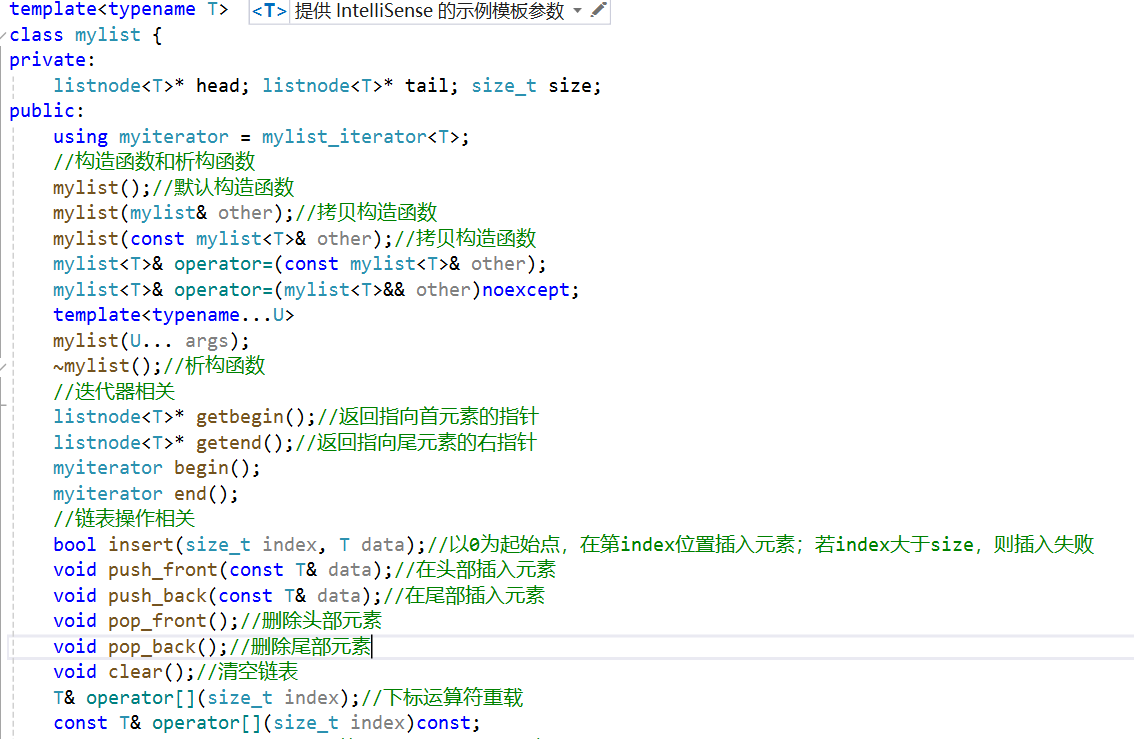 template<typename T> <T> 提供 IntelliSense 的示例模板参数
class mylist {
private:
listnode<T>* head; listnode<T>* tail; size_t size;
public:
using myiterator = mylist_iterator<T>;
//构造函数和析构函数
mylist();//默认构造函数
mylist(mylist& other);//拷贝构造函数
mylist(const mylist<T>& other);//拷贝构造函数
mylist<T>& operator=(const mylist<T>& other);
mylist<T>& operator=(mylist<T>&& other)noexcept;
template<typename...U>
mylist(U... args);
~mylist();//析构函数
//迭代器相关
listnode<T>* getbegin();//返回指向首元素的指针
listnode<T>* getend();//返回指向尾元素的右指针
myiterator begin();
myiterator end();
//链表操作相关
bool insert(size_t index, T data);//以0为起始点，在第index位置插入元素；若index大于size，则插入失败
void push_front(const T& data);//在头部插入元素
void push_back(const T& data);//在尾部插入元素
void pop_front();//删除头部元素
void pop_back();//删除尾部元素
void clear();//清空链表
T& operator[](size_t index);//下标运算符重载
const T& operator[](size_t index)const;